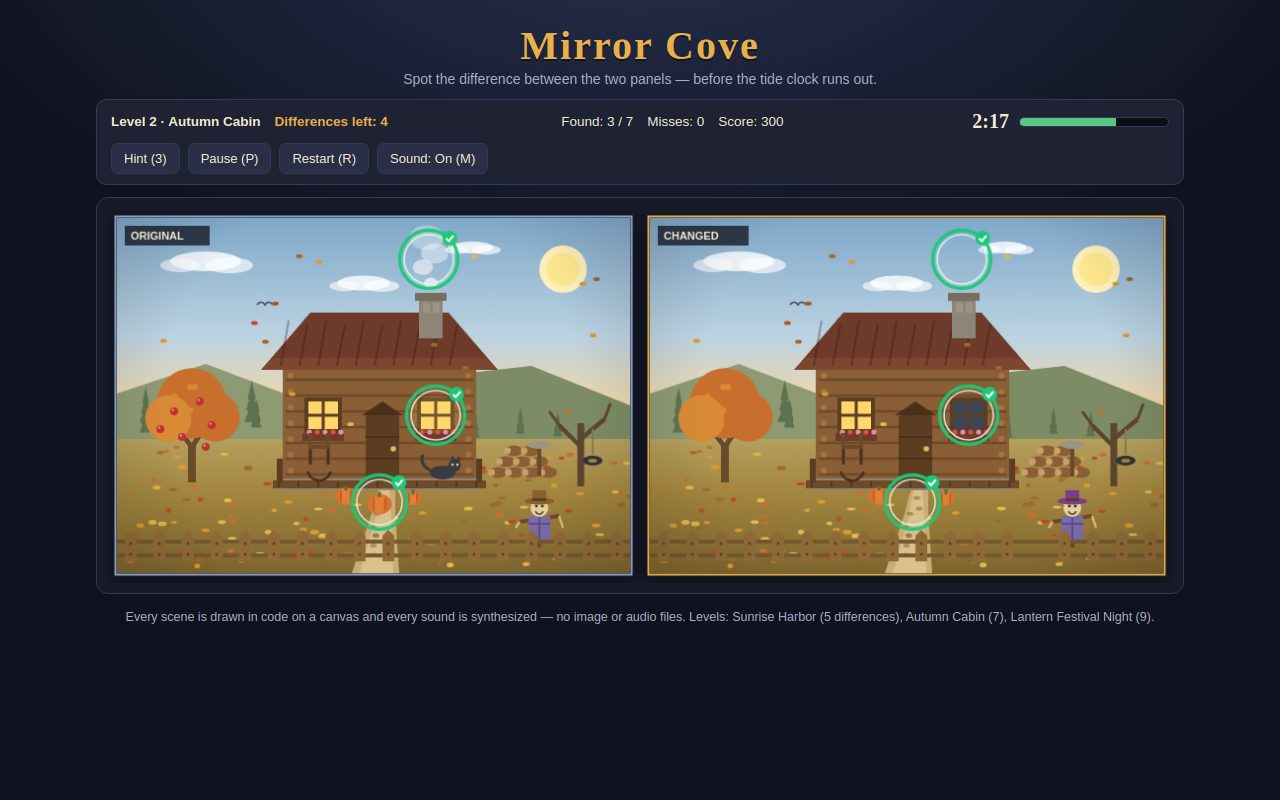 Mirror Cove
Spot the difference between the two panels — before the tide clock runs out.
Level 2 · Autumn Cabin Differences left: 4 Found: 3 / 7 Misses: 0 Score: 300 2:17
Hint (3) Pause (P) Restart (R) Sound: On (M)
ORIGINAL CHANGED
Every scene is drawn in code on a canvas and every sound is synthesized — no image or audio files. Levels: Sunrise Harbor (5 differences), Autumn Cabin (7), Lantern Festival Night (9).